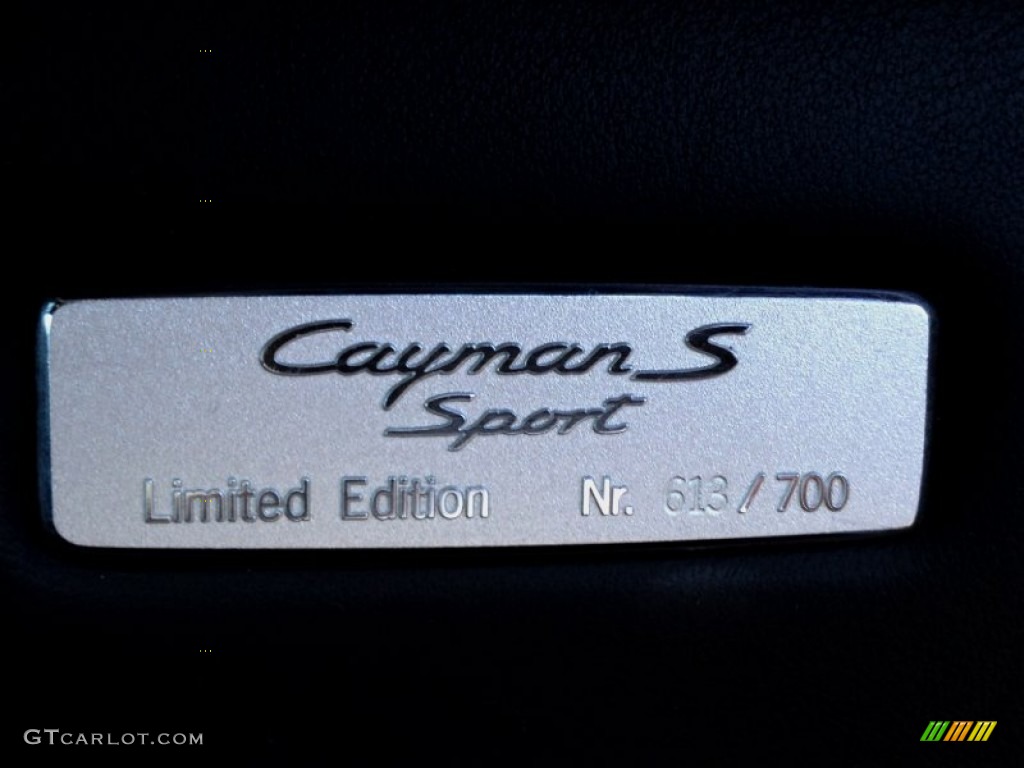 Cayman S
Sport
Limited Edition Nr. 613/700
GTCARLOT.COM